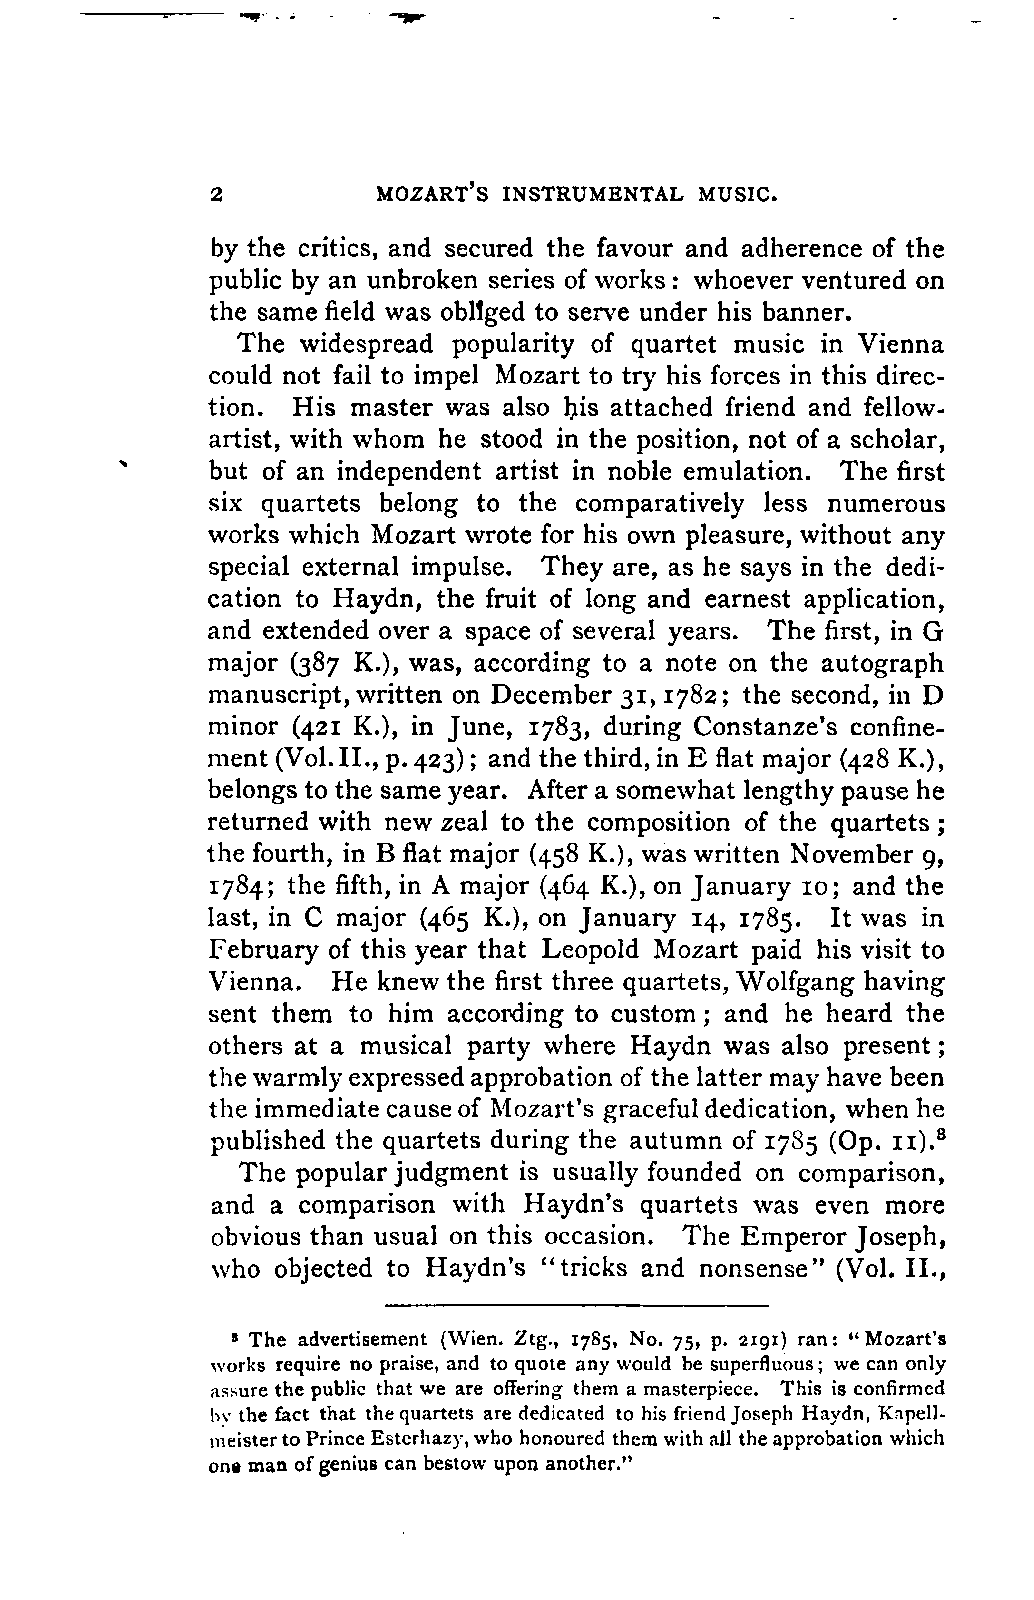 2 MOZART'S INSTRUMENTAL MUSIC.
by the critics, and secured the favour and adherence of the
public by an unbroken series of works : whoever ventured on
the same field was obliged to serve under his banner.
The widespread popularity of quartet music in Vienna
could not fail to impel Mozart to try his forces in this direc-
tion. His master was also his attached friend and fellow-
artist, with whom he stood in the position, not of a scholar,
but of an independent artist in noble emulation. The first
six quartets belong to the comparatively less numerous
works which Mozart wrote for his own pleasure, without any
special external impulse. They are, as he says in the dedi-
cation to Haydn, the fruit of long and earnest application,
and extended over a space of several years. The first, in G
major (387 K.), was, according to a note on the autograph
manuscript, written on December 31, 1782; the second, in D
minor (421 K.), in June, 1783, during Constanze's confine-
ment (Vol. II., p. 423) ; and the third, in E flat major (428 K.),
belongs to the same year. After a somewhat lengthy pause he
returned with new zeal to the composition of the quartets ;
the fourth, in B flat major (458 K.), was written November 9,
1784; the fifth, in A major (464 K.), on January 10; and the
last, in C major (465 K.), on January 14, 1785. It was in
February of this year that Leopold Mozart paid his visit to
Vienna. He knew the first three quartets, Wolfgang having
sent them to him according to custom ; and he heard the
others at a musical party where Haydn was also present ;
the warmly expressed approbation of the latter may have been
the immediate cause of Mozart's graceful dedication, when he
published the quartets during the autumn of 1785 (Op. 11).⁸
The popular judgment is usually founded on comparison,
and a comparison with Haydn's quartets was even more
obvious than usual on this occasion. The Emperor Joseph,
who objected to Haydn's "tricks and nonsense" (Vol. II.,
⁸ The advertisement (Wien. Ztg., 1785, No. 75, p. 2191) ran: "Mozart's
works require no praise, and to quote any would be superfluous; we can only
assure the public that we are offering them a masterpiece. This is confirmed
by the fact that the quartets are dedicated to his friend Joseph Haydn, Kapell-
meister to Prince Esterhazy, who honoured them with all the approbation which
one man of genius can bestow upon another."